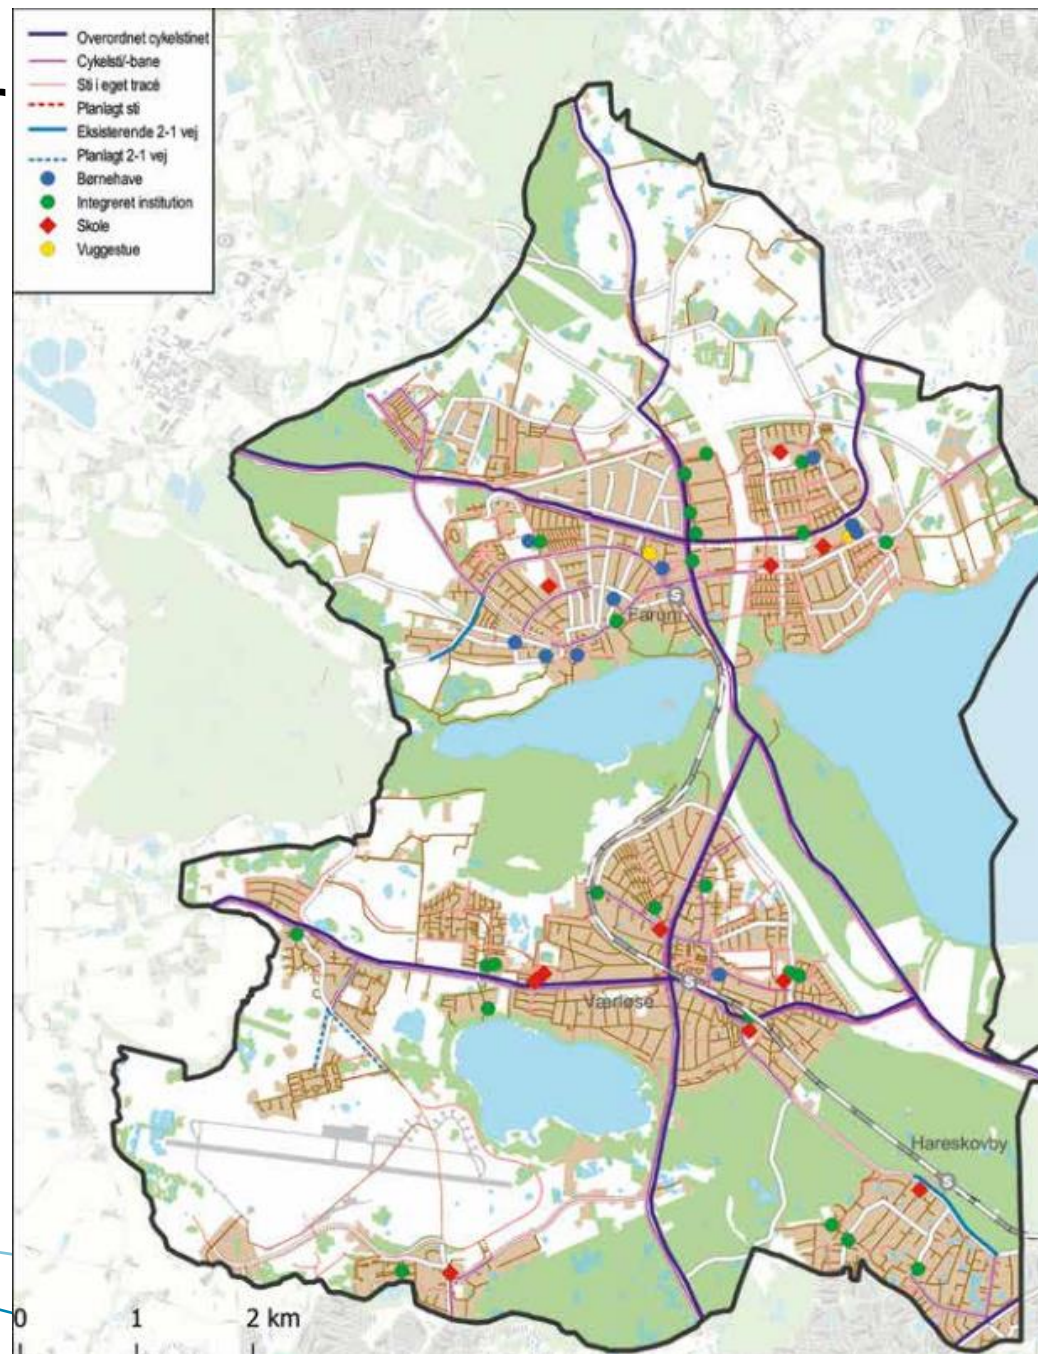 Overordnet cykelstinet
Cykelsti/-bane
Sti i eget tracé
Planlagt sti
Eksisterende 2-1 vej
Planlagt 2-1 vej
Børnehave
Integreret institution
Skole
Vuggestue
S
Farum
Værløse
S
Hareskovby
S
0 1 2 km